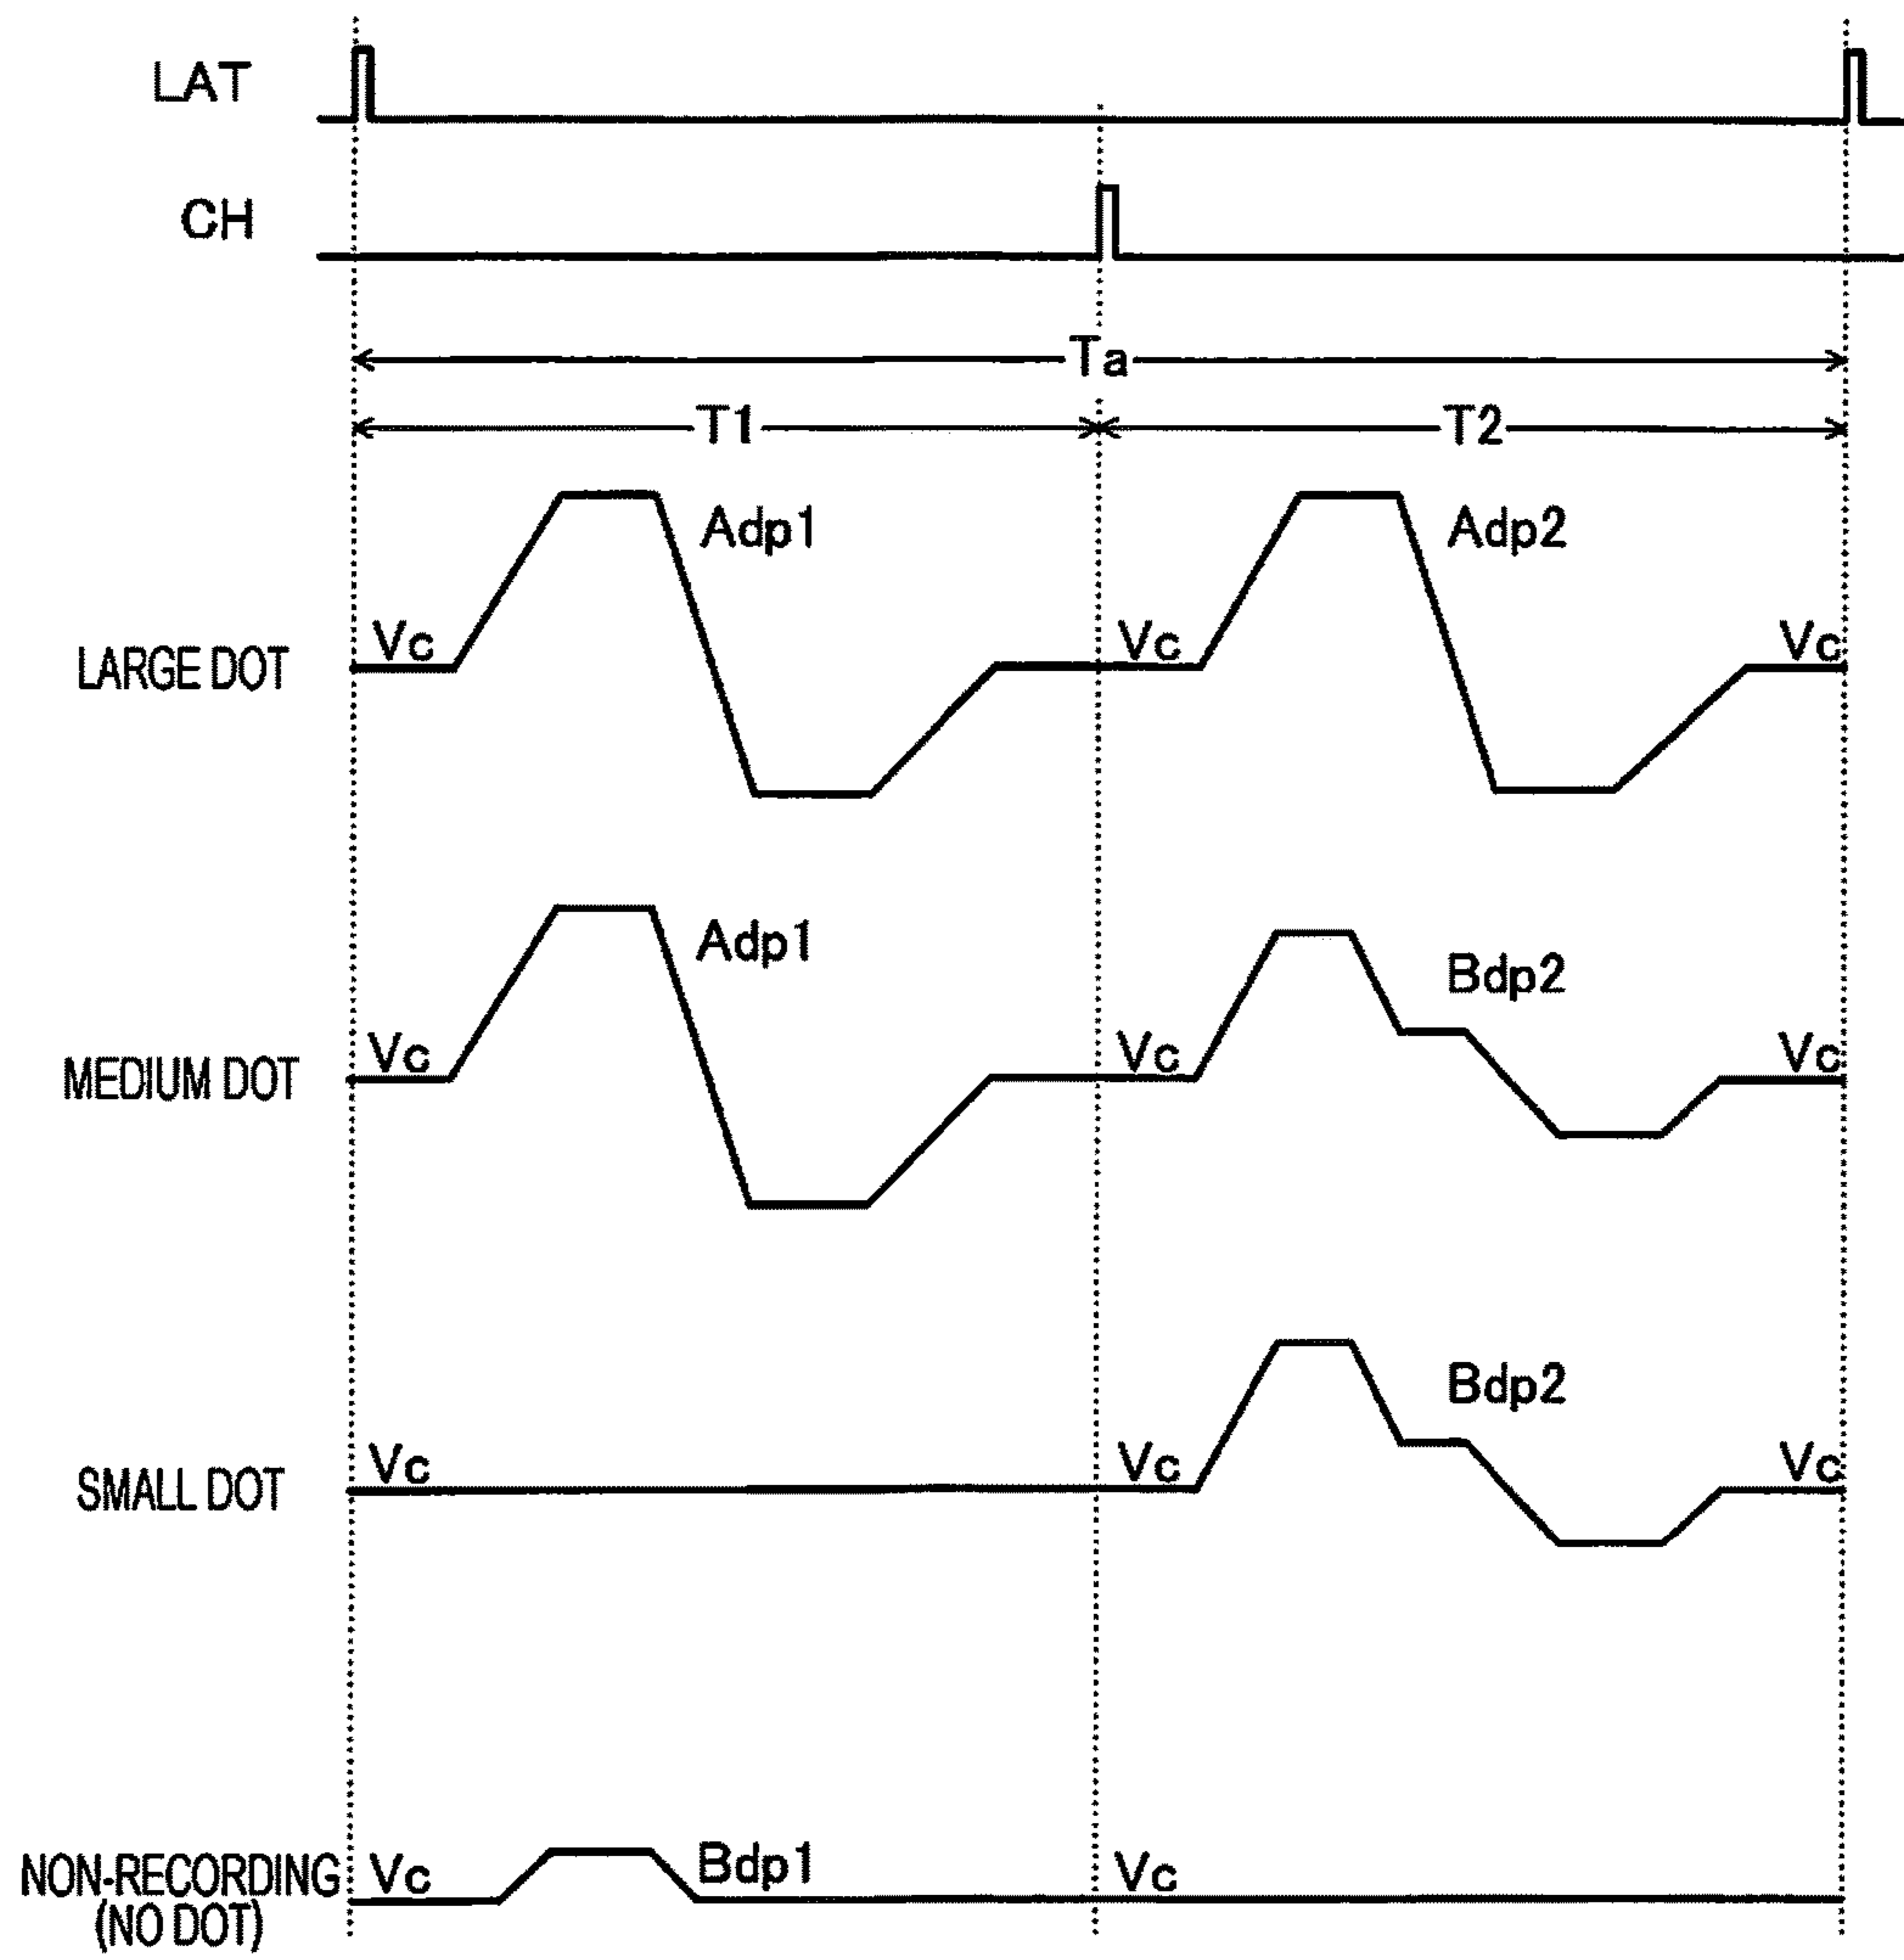 LAT
CH
Ta
T1 T2
Adp1 Adp2
LARGE DOT Vc Vc Vc
Adp1 Bdp2
MEDIUM DOT Vc Vc Vc
Bdp2
SMALL DOT Vc Vc Vc
NON-RECORDING Vc Bdp1 Vc
(NO DOT)